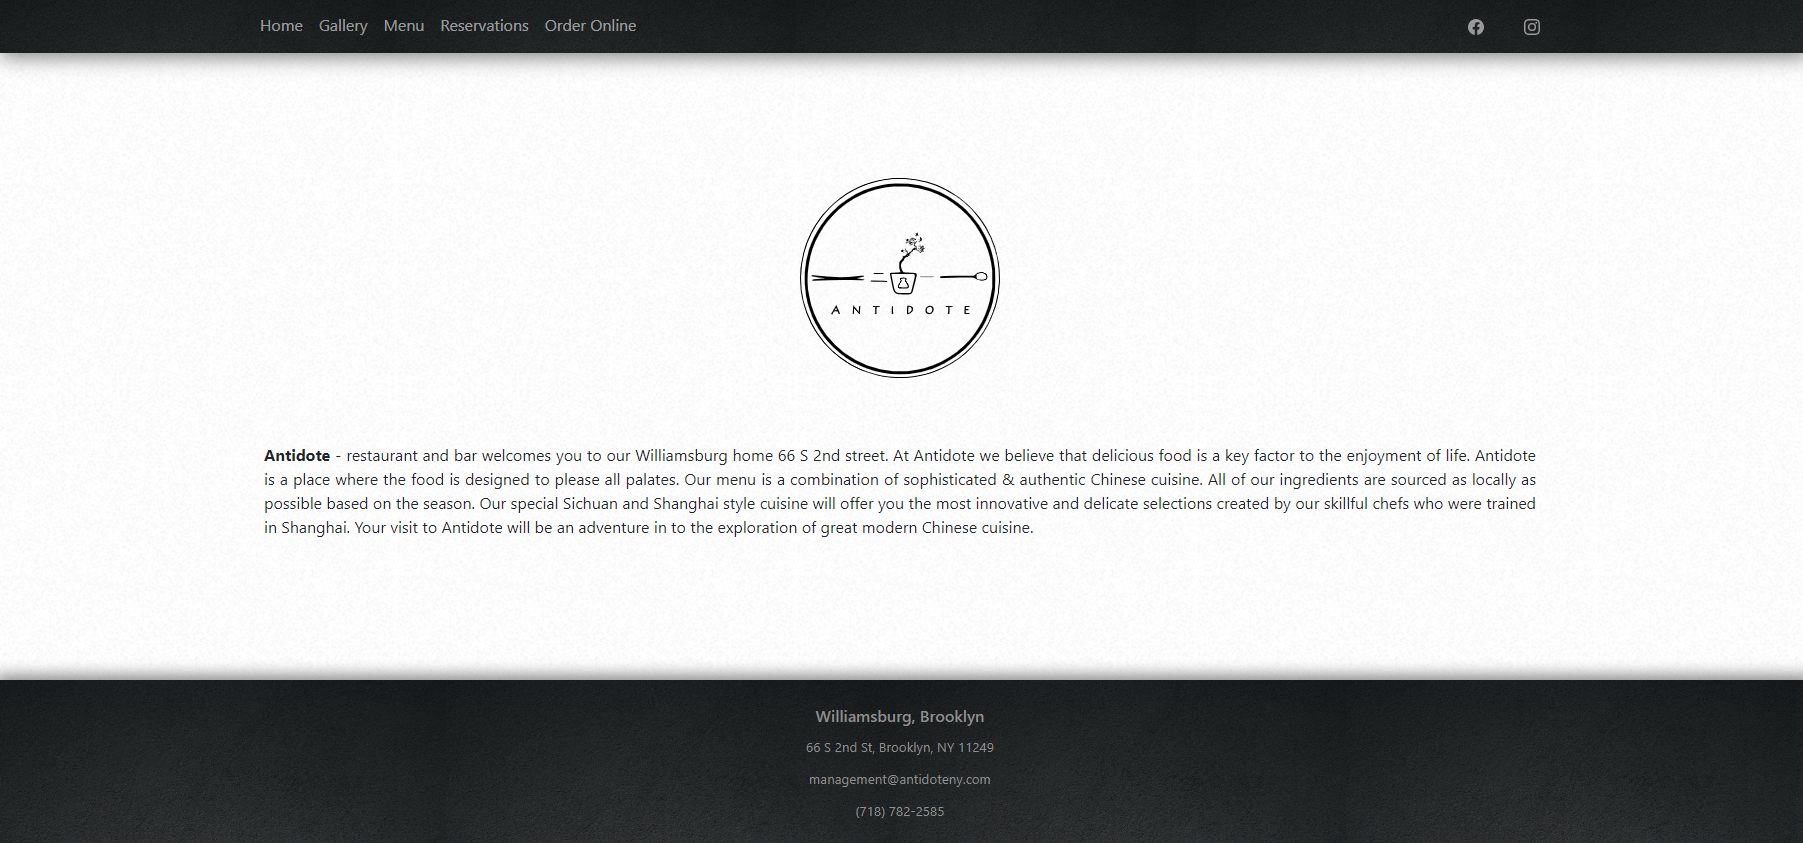 Home Gallery Menu Reservations Order Online
ANTIDOTE
Antidote - restaurant and bar welcomes you to our Williamsburg home 66 S 2nd street. At Antidote we believe that delicious food is a key factor to the enjoyment of life. Antidote
is a place where the food is designed to please all palates. Our menu is a combination of sophisticated & authentic Chinese cuisine. All of our ingredients are sourced as locally as
possible based on the season. Our special Sichuan and Shanghai style cuisine will offer you the most innovative and delicate selections created by our skillful chefs who were trained
in Shanghai. Your visit to Antidote will be an adventure in to the exploration of great modern Chinese cuisine.
Williamsburg, Brooklyn
66 S 2nd St, Brooklyn, NY 11249
management@antidoteny.com
(718) 782-2585